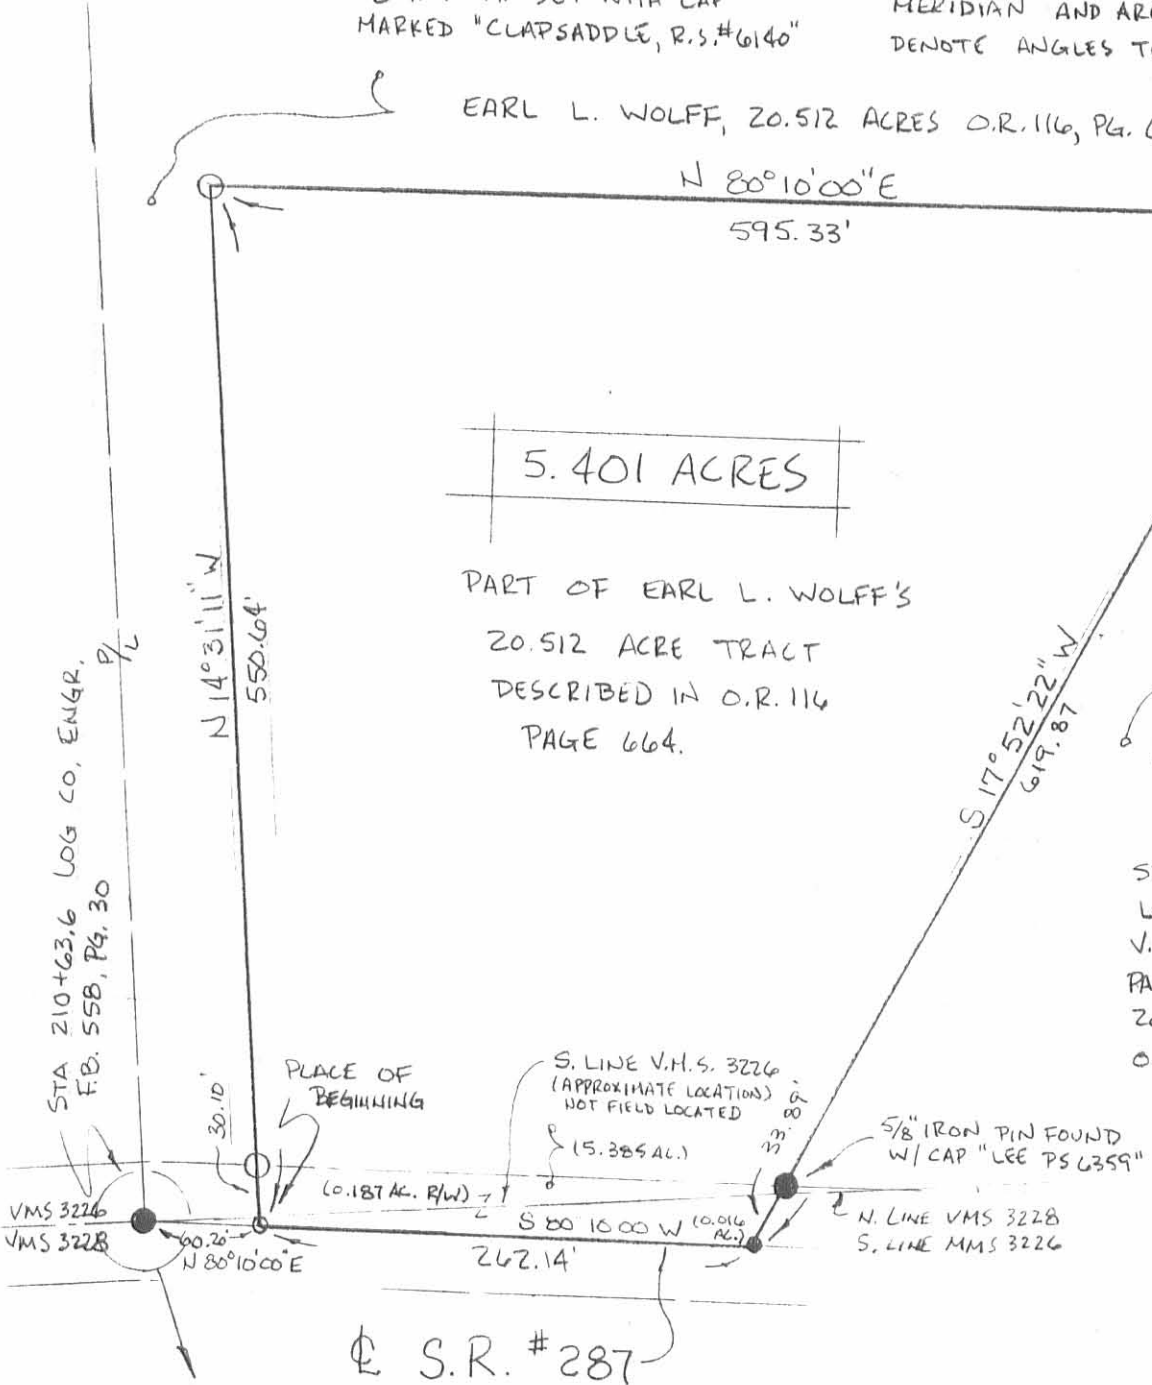 MARKED "CLAPSADDLE, R.S.#6140"
MERIDIAN AND
DENOTE ANGLES
EARL L. WOLFF, 20.512 ACRES O.R.116, PG.
N 80°10'00"E
595.33'
5.401 ACRES
PART OF EARL L. WOLFF'S
20.512 ACRE TRACT
DESCRIBED IN O.R. 116
PAGE 664.
N 14°31'11" W
550.64'
P/L
STA 210+63.6 LOG CO, ENGR.
F.B. 558, PG. 30
S 17°52'22" W
619.87
30.10'
PLACE OF
BEGINNING
S. LINE V.M.S. 3226
(APPROXIMATE LOCATION)
NOT FIELD LOCATED
(5.385 AC.)
5/8" IRON PIN FOUND
W/ CAP "LEE PS 6359"
(0.187 AC. R/W)
VMS 3226
VMS 3228
60.20'
N 80°10'00"E
S 80 10 00 W
(0.016
AC.)
262.14'
N. LINE VMS 3228
S. LINE MMS 3226
℄ S.R. #287